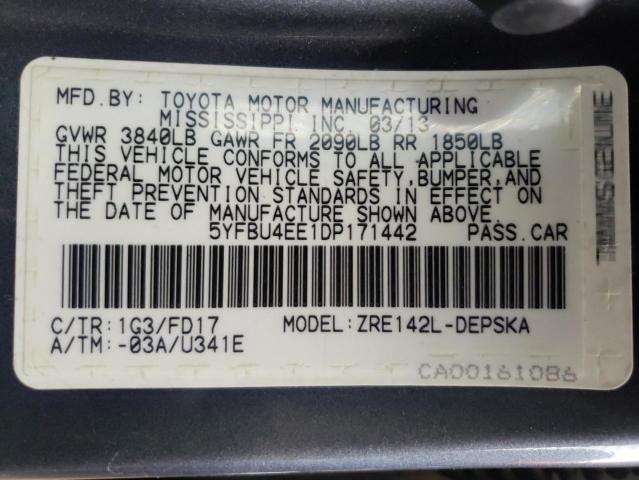 MFD.BY: TOYOTA MOTOR MANUFACTURING
MISSISSIPPI INC. 03/13
GVWR 3840LB GAWR FR 2090LB RR 1850LB
THIS VEHICLE CONFORMS TO ALL APPLICABLE
FEDERAL MOTOR VEHICLE SAFETY,BUMPER,AND
THEFT PREVENTION STANDARDS IN EFFECT ON
THE DATE OF MANUFACTURE SHOWN ABOVE.
5YFBU4EE1DP171442 PASS.CAR
C/TR:1G3/FD17 MODEL:ZRE142L-DEPSKA
A/TM:-03A/U341E
CA00161086